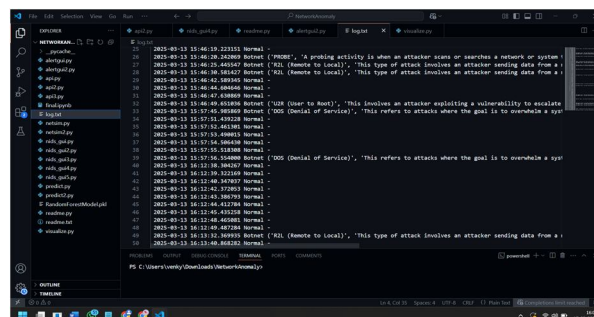 File Edit Selection View Go Run ...
NetworkAnomaly
EXPLORER
api2.py
nids_gui4.py
readme.py
alertgui2.py
log.txt
visualize.py
log.txt
__pycache__
alertgui.py
alertgui2.py
api.py
api2.py
api3.py
final.ipynb
log.txt
netsim.py
netsim2.py
nids_gui.py
nids_gui2.py
nids_gui3.py
nids_gui4.py
nids_gui5.py
predict.py
predict2.py
RandomForestModel.pkl
readme.py
readme.txt
visualize.py
OUTLINE
TIMELINE
25 2025-03-13 15:46:19.223151 Normal -
26 2025-03-13 15:46:20.242069 Botnet ('PROBE', 'A probing activity is when an attacker scans or searches a network or system
27 2025-03-13 15:46:25.445547 Botnet ('R2L (Remote to Local)', 'This type of attack involves an attacker sending data from a
28 2025-03-13 15:46:30.581427 Botnet ('R2L (Remote to Local)', 'This type of attack involves an attacker sending data from a
29 2025-03-13 15:46:42.589345 Normal -
30 2025-03-13 15:46:44.604646 Normal -
31 2025-03-13 15:46:47.630869 Normal -
32 2025-03-13 15:46:49.651036 Botnet ('U2R (User to Root)', 'This involves an attacker exploiting a vulnerability to escalate
33 2025-03-13 15:57:45.985869 Botnet ('DOS (Denial of Service)', 'This refers to attacks where the goal is to overwhelm a sys
34 2025-03-13 15:57:51.439228 Normal -
35 2025-03-13 15:57:52.461301 Normal -
36 2025-03-13 15:57:53.490015 Normal -
37 2025-03-13 15:57:54.506430 Normal -
38 2025-03-13 15:57:55.518308 Normal -
39 2025-03-13 15:57:56.554000 Botnet ('DOS (Denial of Service)', 'This refers to attacks where the goal is to overwhelm a sys
40 2025-03-13 16:12:38.304267 Normal -
41 2025-03-13 16:12:39.322169 Normal -
42 2025-03-13 16:12:40.347037 Normal -
43 2025-03-13 16:12:42.372053 Normal -
44 2025-03-13 16:12:43.386793 Normal -
45 2025-03-13 16:12:44.412784 Normal -
46 2025-03-13 16:12:45.435258 Normal -
47 2025-03-13 16:12:48.465081 Normal -
48 2025-03-13 16:12:49.487284 Normal -
49 2025-03-13 16:13:32.369935 Botnet ('R2L (Remote to Local)', 'This type of attack involves an attacker sending data from a
50 2025-03-13 16:13:40.868282 Normal -
PROBLEMS OUTPUT DEBUG CONSOLE TERMINAL PORTS COMMENTS
powershell
PS C:\Users\venky\Downloads\NetworkAnomaly>
Ln 4, Col 20 Spaces: 4 UTF-8 CRLF Plain Text